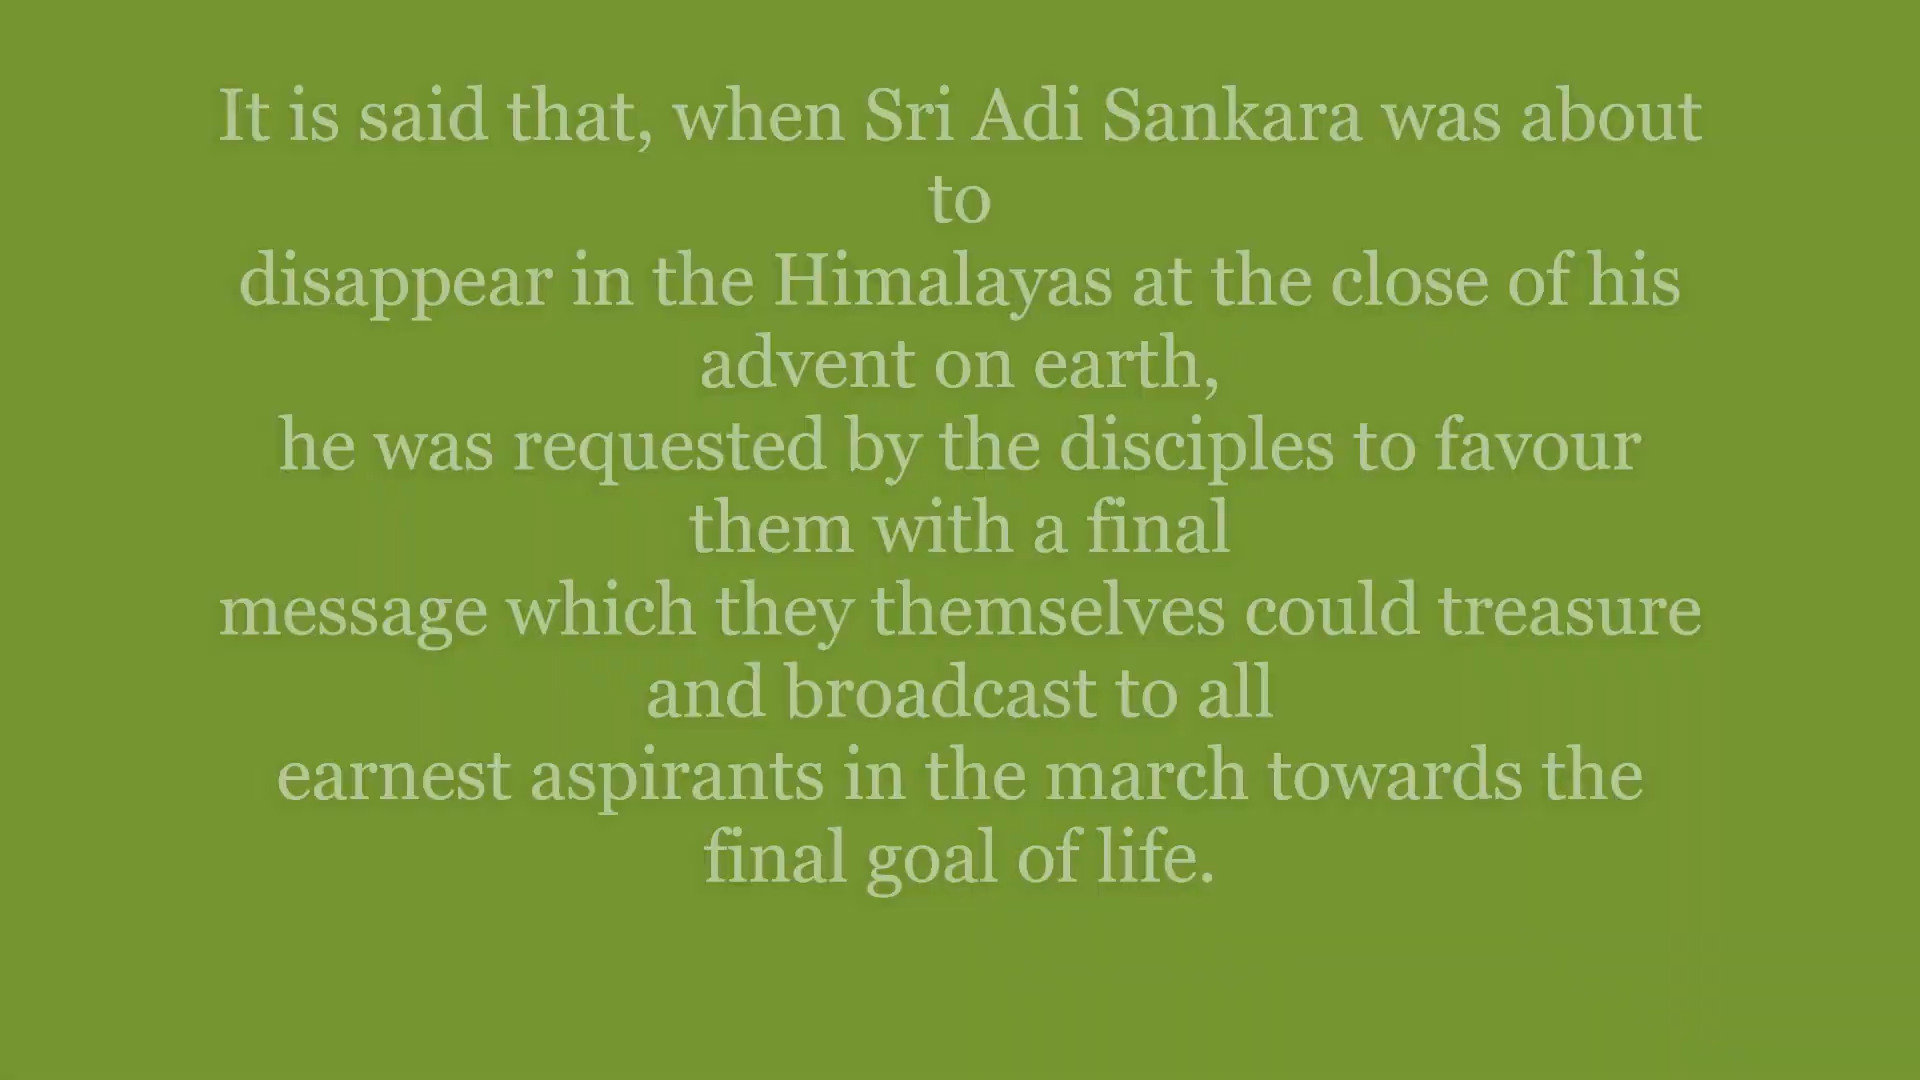 It is said that, when Sri Adi Sankara was about
to
disappear in the Himalayas at the close of his
advent on earth,
he was requested by the disciples to favour
them with a final
message which they themselves could treasure
and broadcast to all
earnest aspirants in the march towards the
final goal of life.